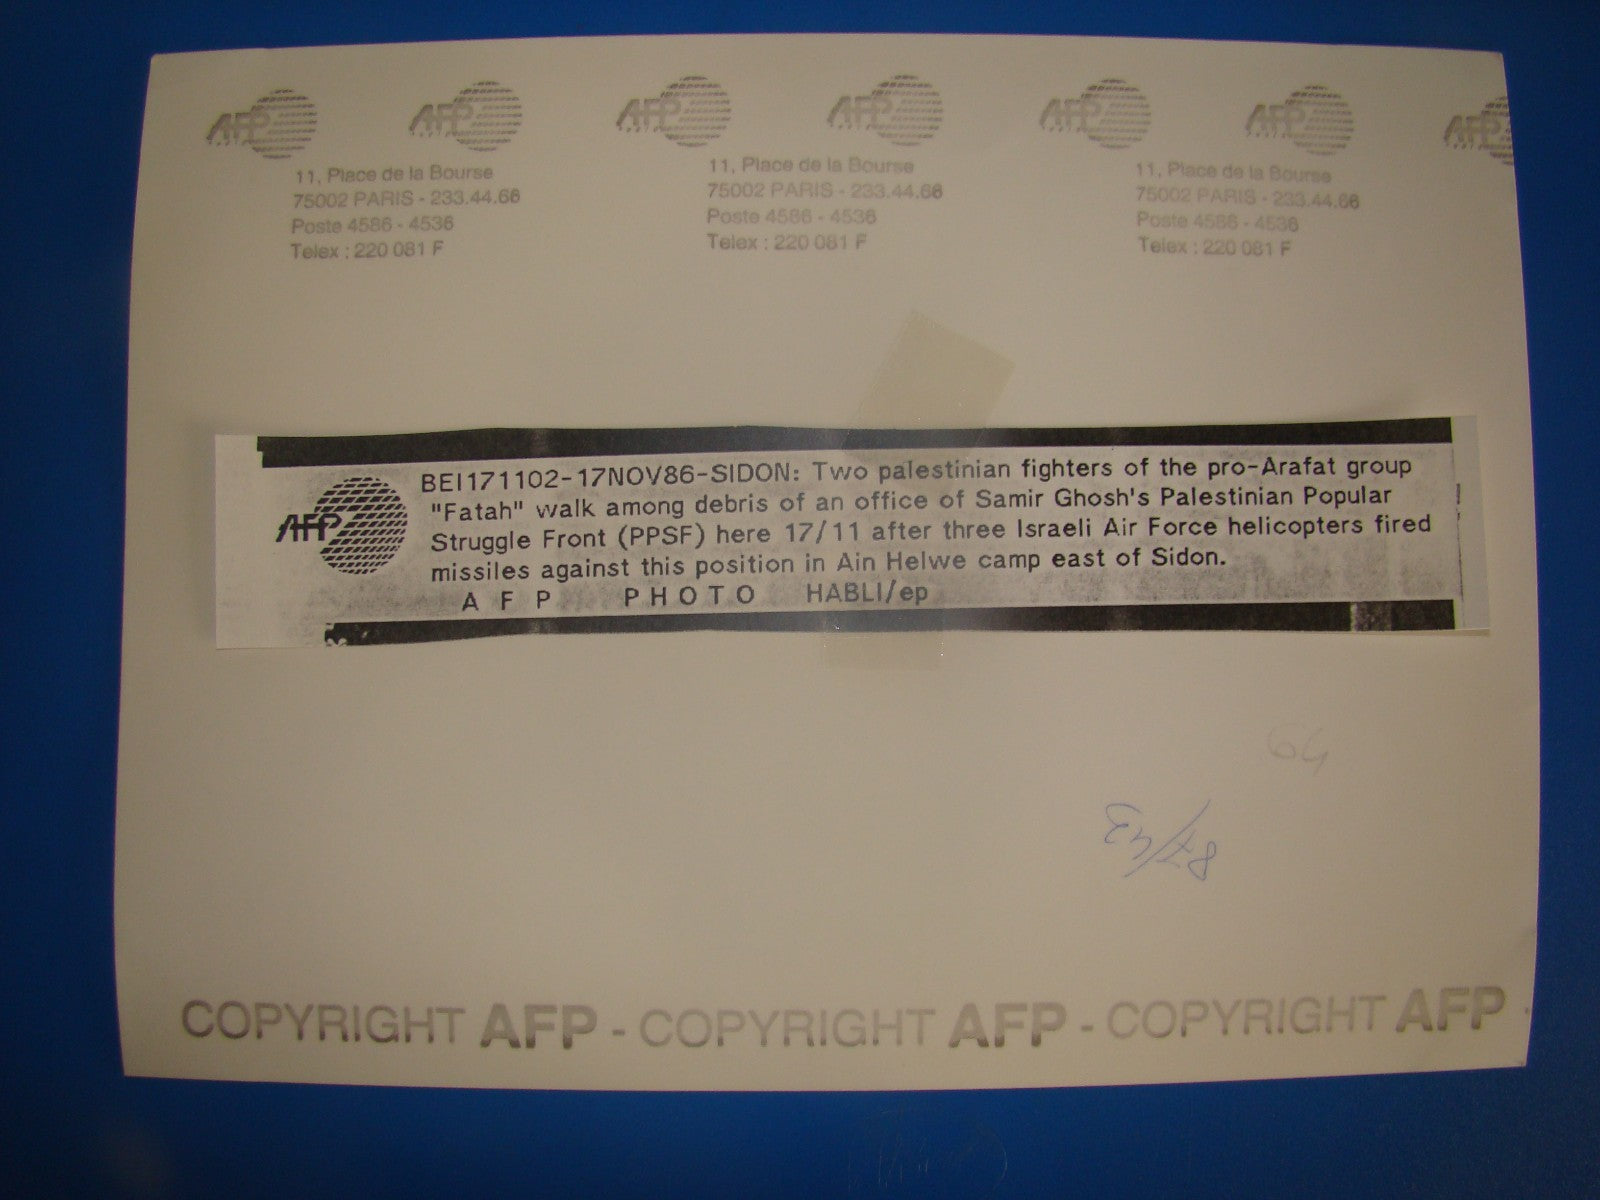 AFP AFP AFP AFP AFP AFP AFP
11, Place de la Bourse
75002 PARIS - 233.44.66
Poste 4586 - 4536
Telex : 220 081 F
11, Place de la Bourse
75002 PARIS - 233.44.66
Poste 4586 - 4536
Telex : 220 081 F
11, Place de la Bourse
75002 PARIS - 233.44.66
Poste 4586 - 4536
Telex : 220 081 F
AFP
BEI171102-17NOV86-SIDON: Two palestinian fighters of the pro-Arafat group
"Fatah" walk among debris of an office of Samir Ghosh's Palestinian Popular
Struggle Front (PPSF) here 17/11 after three Israeli Air Force helicopters fired
missiles against this position in Ain Helwe camp east of Sidon.
A F P PHOTO HABLI/ep
87/43
COPYRIGHT AFP - COPYRIGHT AFP - COPYRIGHT AFP